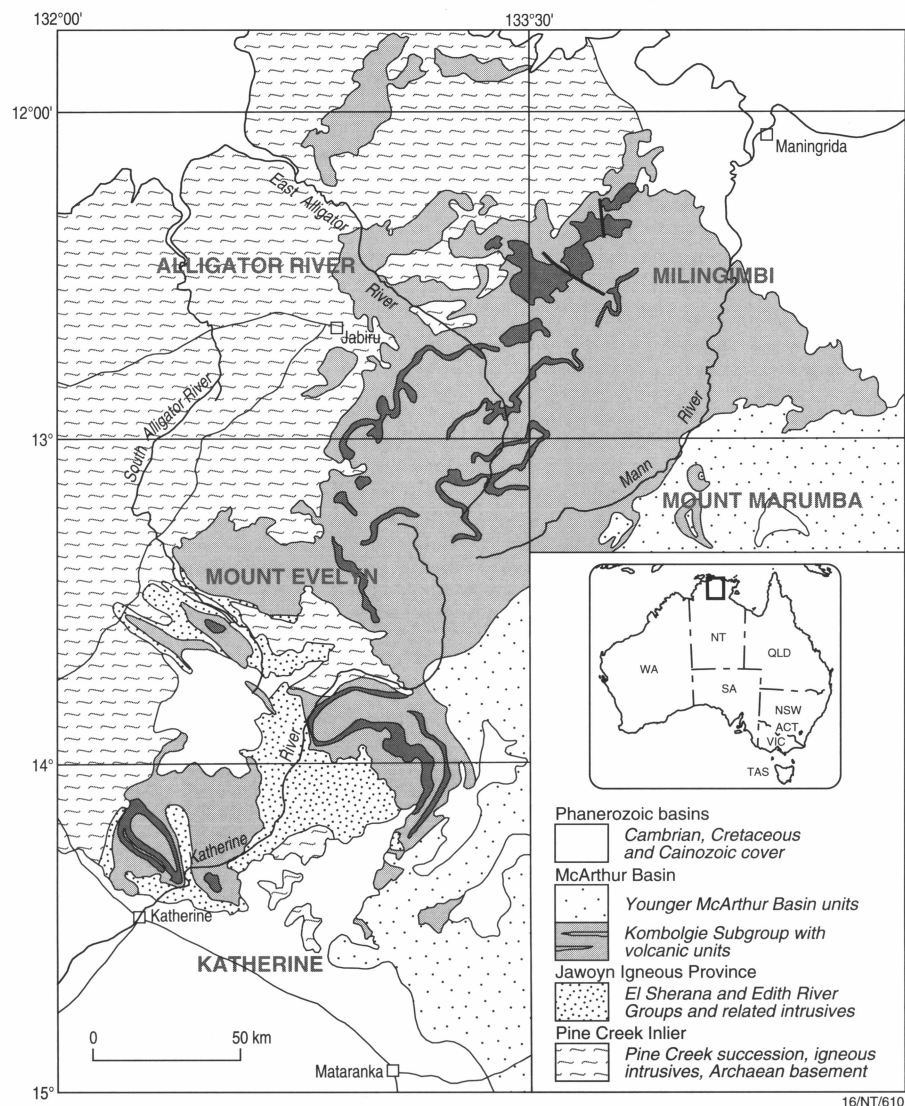 132°00'
133°30'
12°00'
Maningrida
East Alligator
River
ALLIGATOR RIVER
MILINGIMBI
Jabiru
South Alligator River
13°
Mann
River
MOUNT MARUMBA
MOUNT EVELYN
NT
WA
QLD
SA
NSW
ACT
VIC
TAS
River
14°
Katherine
Katherine
KATHERINE
0
50 km
Mataranka
15°
Phanerozoic basins
Cambrian, Cretaceous
and Cainozoic cover
McArthur Basin
Younger McArthur Basin units
Kombolgie Subgroup with
volcanic units
Jawoyn Igneous Province
El Sherana and Edith River
Groups and related intrusives
Pine Creek Inlier
Pine Creek succession, igneous
intrusives, Archaean basement
16/NT/610